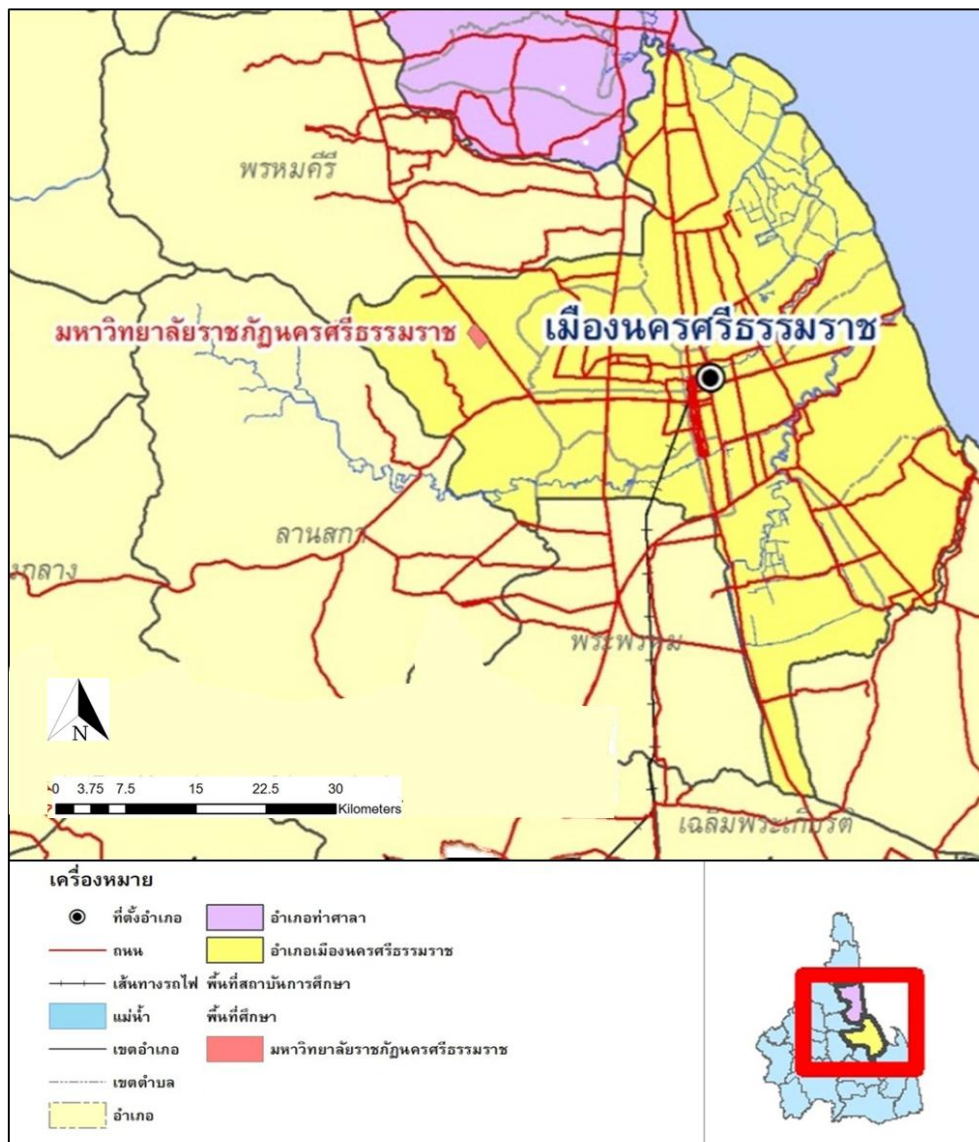 พรหมคีรี
มหาวิทยาลัยราชภัฏนครศรีธรรมราช
เมืองนครศรีธรรมราช
ลานสกา
กลาง
พระพรหม
N
0 3.75 7.5 15 22.5 30
Kilometers
เฉลิมพระเกียรติ
เครื่องหมาย
ที่ตั้งอำเภอ
ถนน
เส้นทางรถไฟ
แม่น้ำ
เขตอำเภอ
เขตตำบล
อำเภอ
อำเภอท่าศาลา
อำเภอเมืองนครศรีธรรมราช
พื้นที่สถาบันการศึกษา
พื้นที่ศึกษา
มหาวิทยาลัยราชภัฏนครศรีธรรมราช